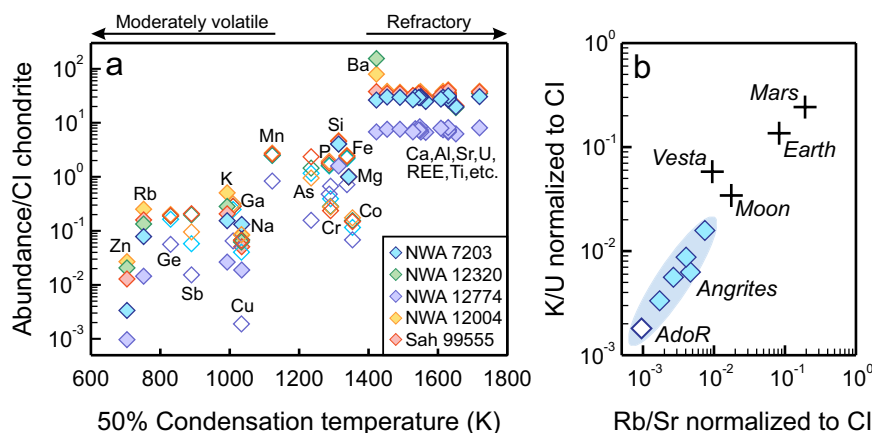 Moderately volatile
Refractory
a
Abundance/CI chondrite
10²
10¹
10⁰
10⁻¹
10⁻²
10⁻³
Zn
Rb
Ge
Sb
K
Ga
Na
Cu
Mn
As
P
Si
Fe
Mg
Cr
Co
Ba
Ca,Al,Sr,U,
REE,Ti,etc.
NWA 7203
NWA 12320
NWA 12774
NWA 12004
Sah 99555
600 800 1000 1200 1400 1600 1800
50% Condensation temperature (K)
b
K/U normalized to CI
10⁰
10⁻¹
10⁻²
10⁻³
Mars
Earth
Vesta
Moon
Angrites
AdoR
10⁻³ 10⁻² 10⁻¹ 10⁰
Rb/Sr normalized to CI